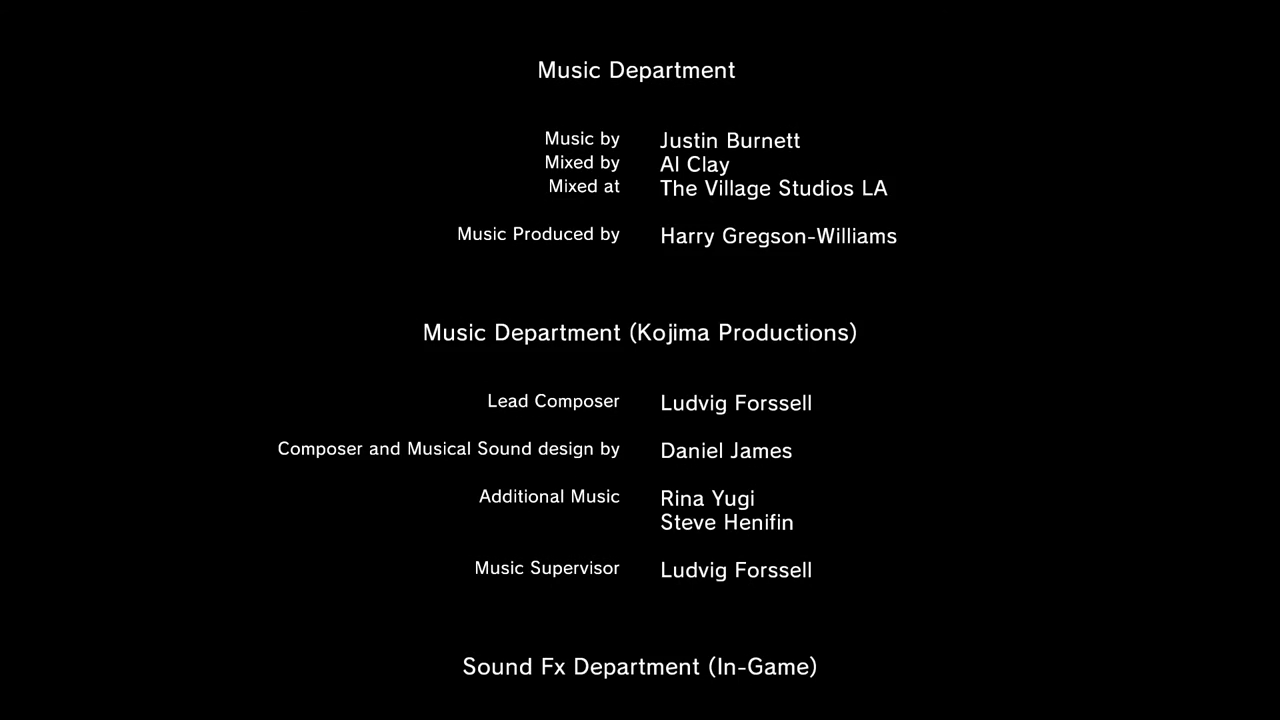 Music Department
Music by Justin Burnett
Mixed by Al Clay
Mixed at The Village Studios LA
Music Produced by Harry Gregson-Williams
Music Department (Kojima Productions)
Lead Composer Ludvig Forssell
Composer and Musical Sound design by Daniel James
Additional Music Rina Yugi
Steve Henifin
Music Supervisor Ludvig Forssell
Sound Fx Department (In-Game)